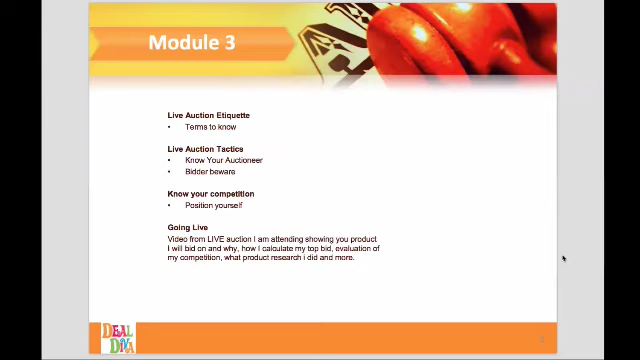 Module 3
Live Auction Etiquette
• Terms to know
Live Auction Tactics
• Know Your Auctioneer
• Bidder beware
Know your competition
• Position yourself
Going Live
Video from LIVE auction I am attending showing you product
I will bid on and why, how I calculate my top bid, evaluation of
my competition, what product research i did and more.
DEAL
DIVA